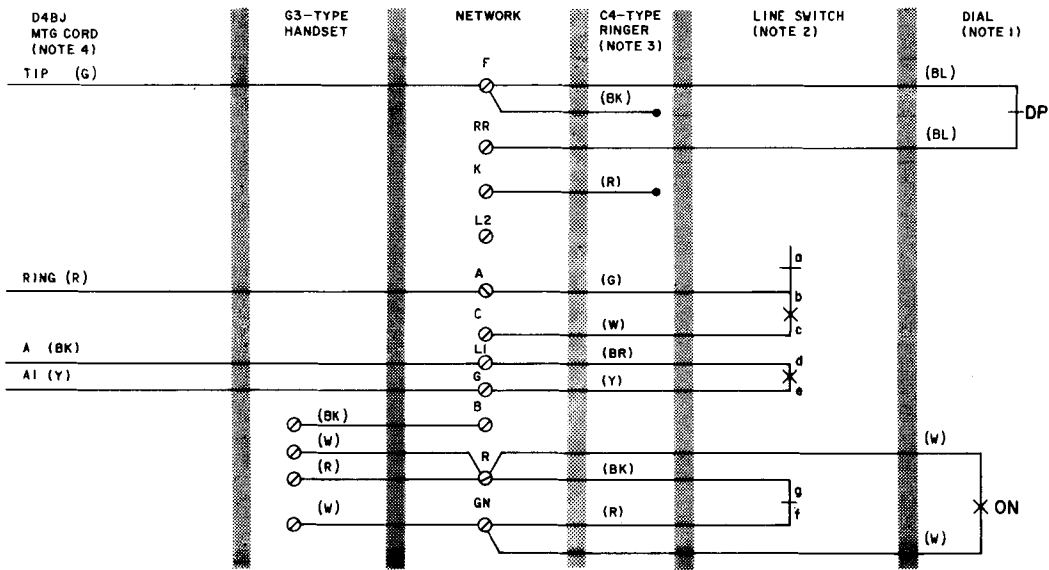 D4BJ
MTG CORD
(NOTE 4)
G3-TYPE
HANDSET
NETWORK
C4-TYPE
RINGER
(NOTE 3)
LINE SWITCH
(NOTE 2)
DIAL
(NOTE 1)
TIP (G)
F
(BL)
(BK)
DP
RR
(BL)
K
(R)
L2
a
RING (R)
A
(G)
b
C
(W)
c
A (BK)
L1
(BR)
d
A1 (Y)
G
(Y)
e
(BK)
B
(W)
(W)
(R)
R
(BK)
g
(W)
GN
(R)
f
ON
(W)